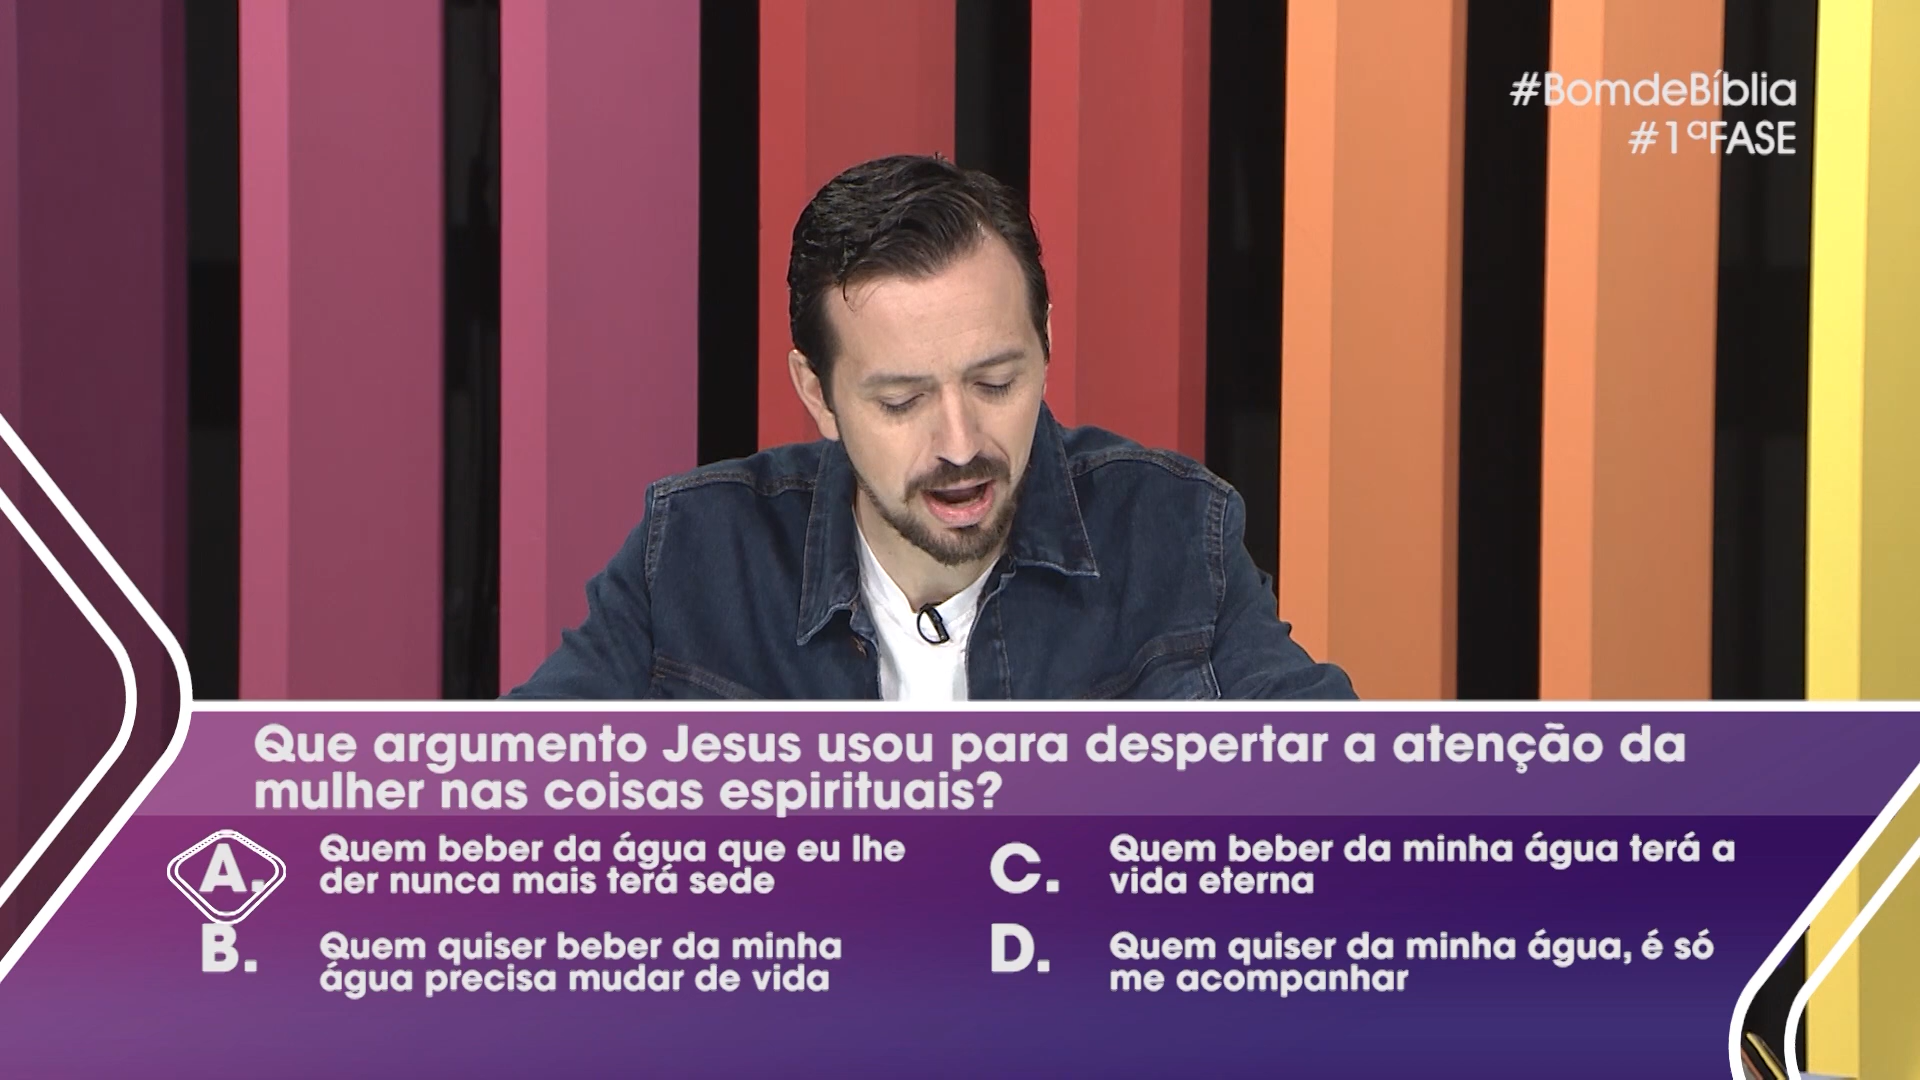 #BomdeBíblia
#1ªFASE
Que argumento Jesus usou para despertar a atenção da
mulher nas coisas espirituais?
A. Quem beber da água que eu lhe
der nunca mais terá sede
B. Quem quiser beber da minha
água precisa mudar de vida
C. Quem beber da minha água terá a
vida eterna
D. Quem quiser da minha água, é só
me acompanhar